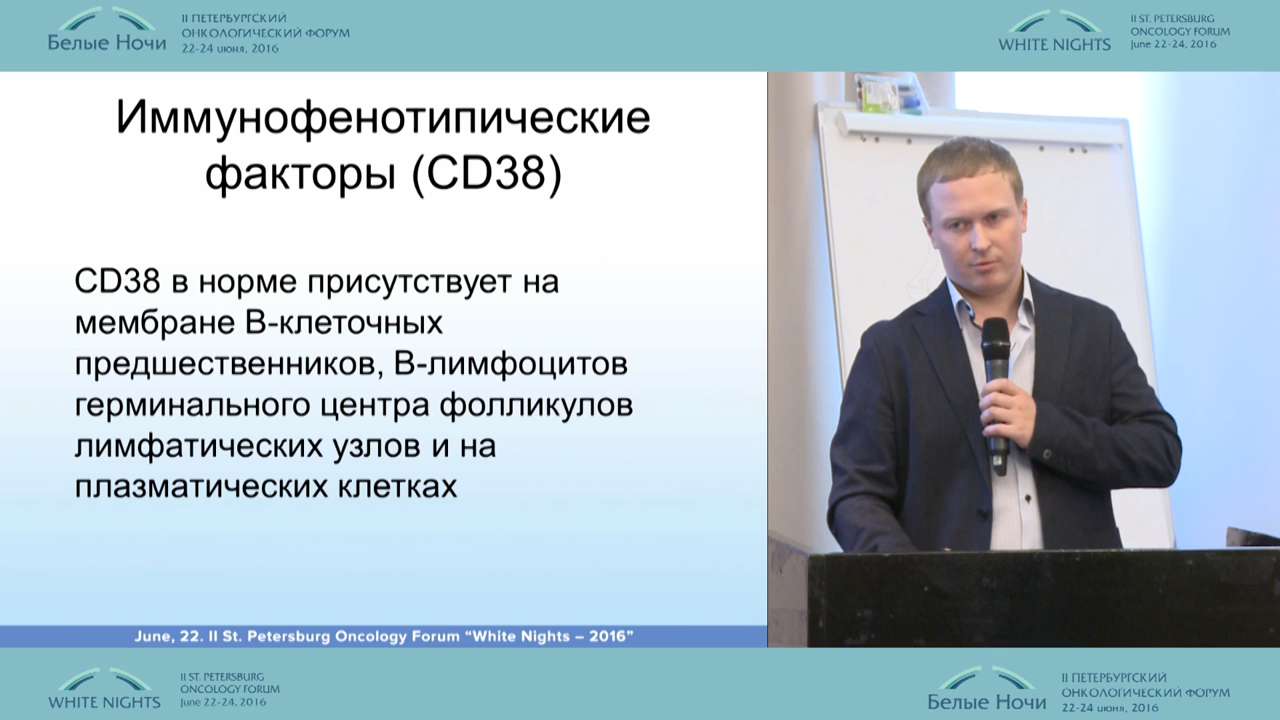 Белые Ночи
II ПЕТЕРБУРГСКИЙ
ОНКОЛОГИЧЕСКИЙ ФОРУМ
22-24 июня, 2016
WHITE NIGHTS
II ST. PETERSBURG
ONCOLOGY FORUM
June 22-24, 2016
Иммунофенотипические
факторы (CD38)
CD38 в норме присутствует на
мембране В-клеточных
предшественников, В-лимфоцитов
герминального центра фолликулов
лимфатических узлов и на
плазматических клетках
June, 22. II St. Petersburg Oncology Forum “White Nights – 2016”
WHITE NIGHTS
II ST. PETERSBURG
ONCOLOGY FORUM
June 22-24, 2016
Белые Ночи
II ПЕТЕРБУРГСКИЙ
ОНКОЛОГИЧЕСКИЙ ФОРУМ
22-24 июня, 2016